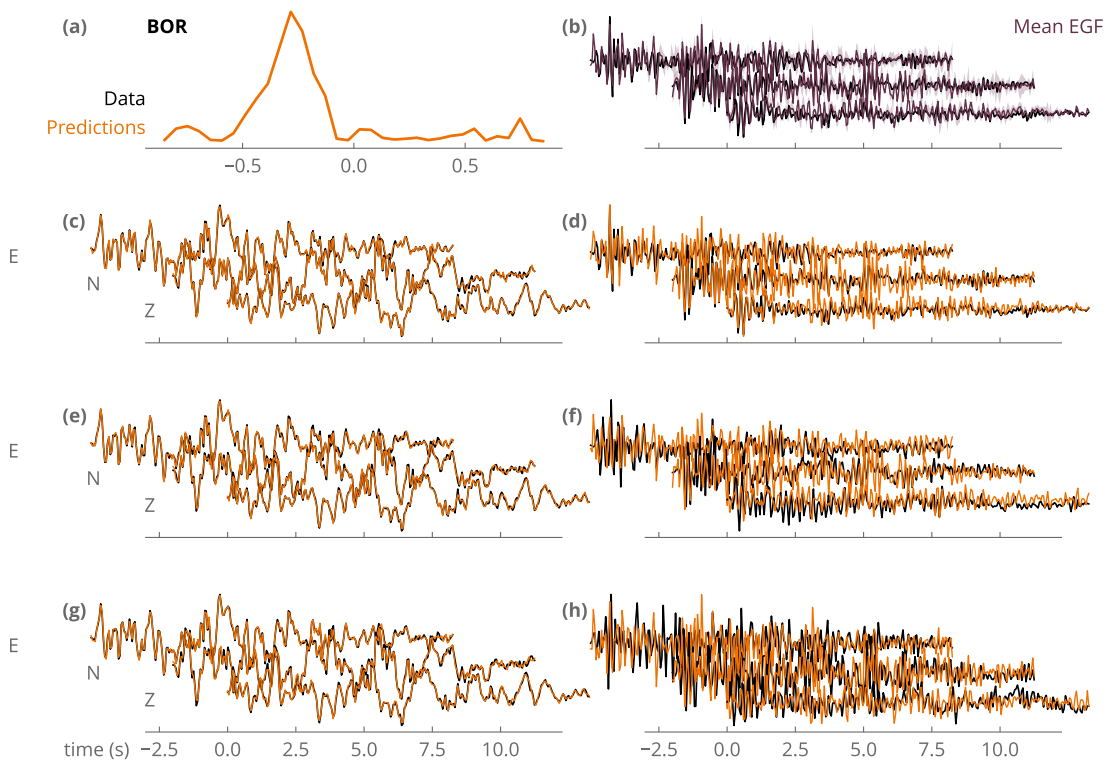 (a) BOR (b) Mean EGF
Data
Predictions
−0.5 0.0 0.5
(c) (d)
E
N
Z
(e) (f)
E
N
Z
(g) (h)
E
N
Z
time (s) −2.5 0.0 2.5 5.0 7.5 10.0 −2.5 0.0 2.5 5.0 7.5 10.0